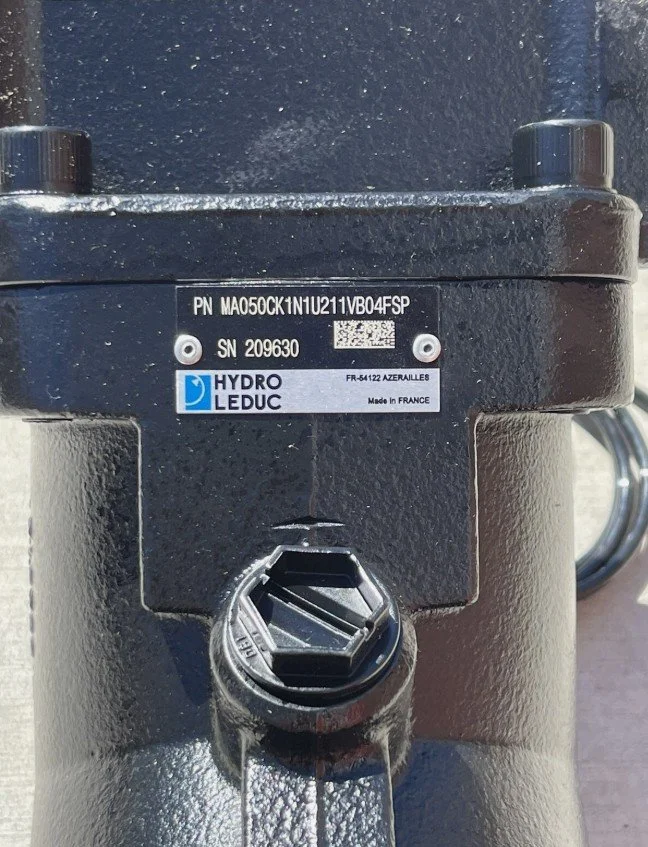 PN MA050CK1N1U211VB04FSP
SN 209630
HYDRO
LEDUC
FR-54122 AZERAILLES
Made in FRANCE